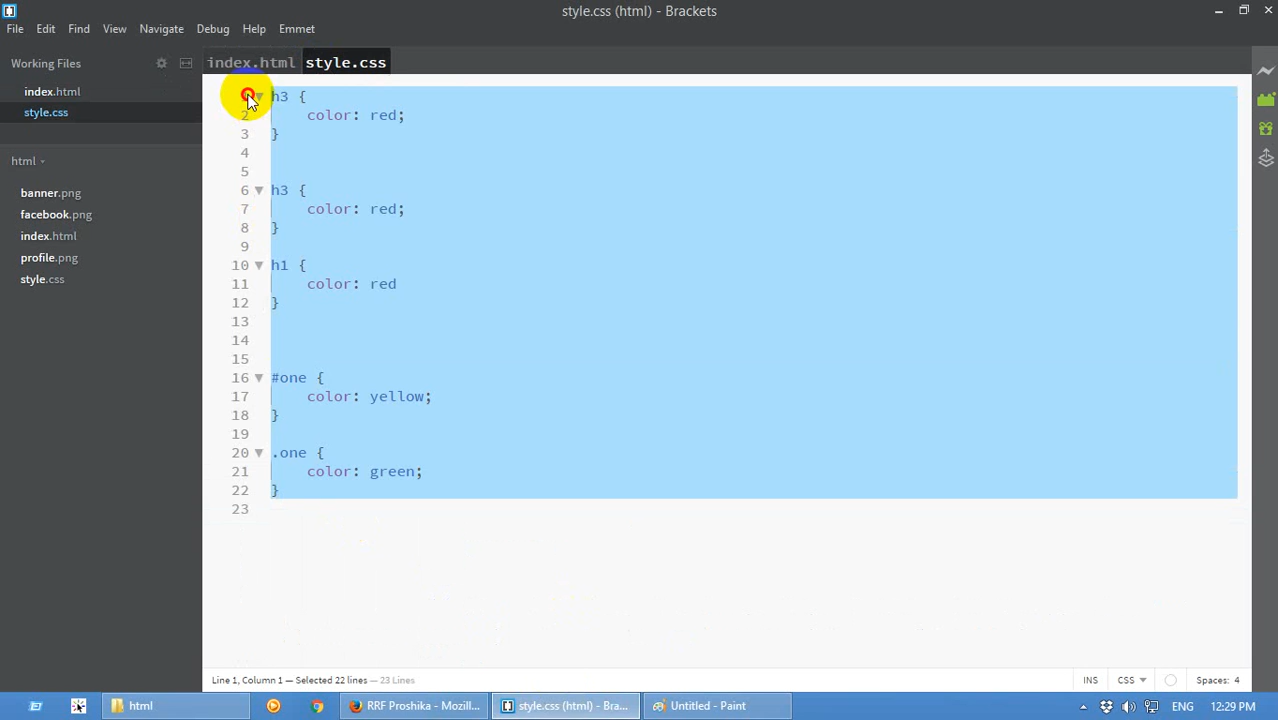 style.css (html) - Brackets
File Edit Find View Navigate Debug Help Emmet
Working Files
index.html
style.css
html
banner.png
facebook.png
index.html
profile.png
style.css
index.html style.css
h3 {
2 color: red;
3 }
4
5
6 h3 {
7 color: red;
8 }
9
10 h1 {
11 color: red
12 }
13
14
15
16 #one {
17 color: yellow;
18 }
19
20 .one {
21 color: green;
22 }
23
Line 1, Column 1 — Selected 22 lines — 23 Lines
INS CSS Spaces: 4
html RRF Proshika - Mozill... style.css (html) - Bra... Untitled - Paint ENG 12:29 PM